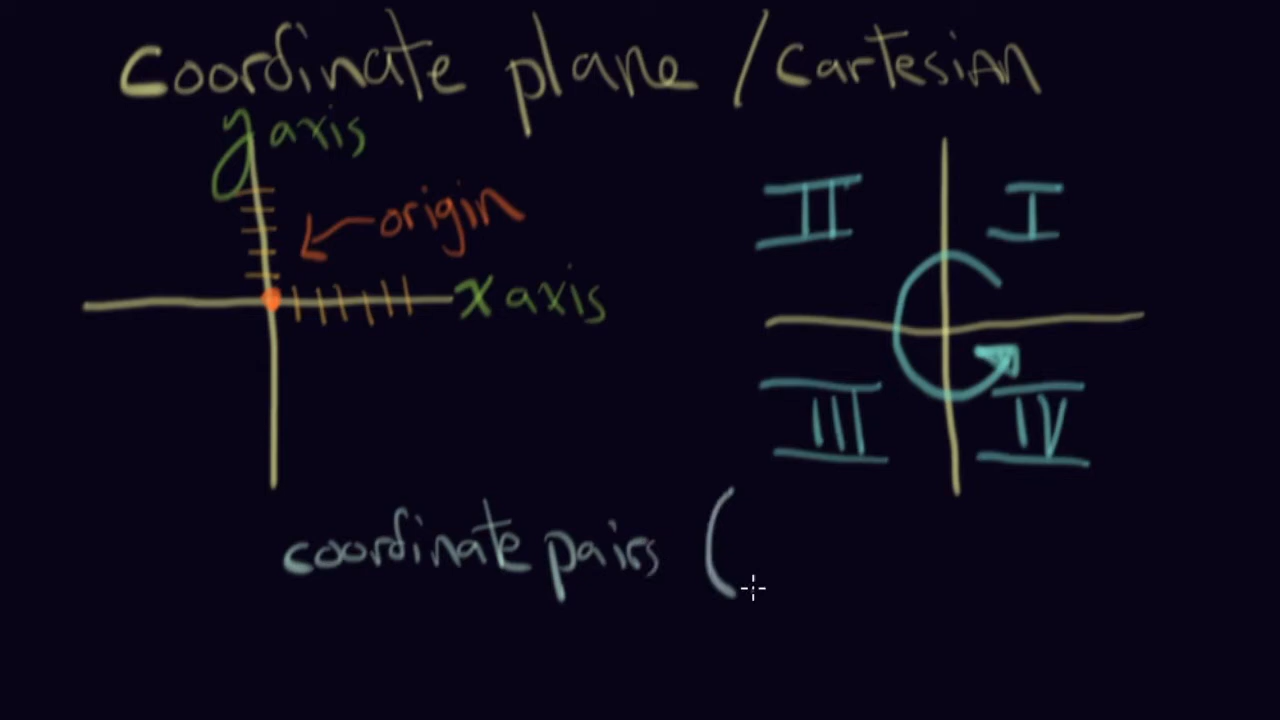 Coordinate plane / Cartesian
y axis
origin
x axis
II I
III IV
coordinate pairs (